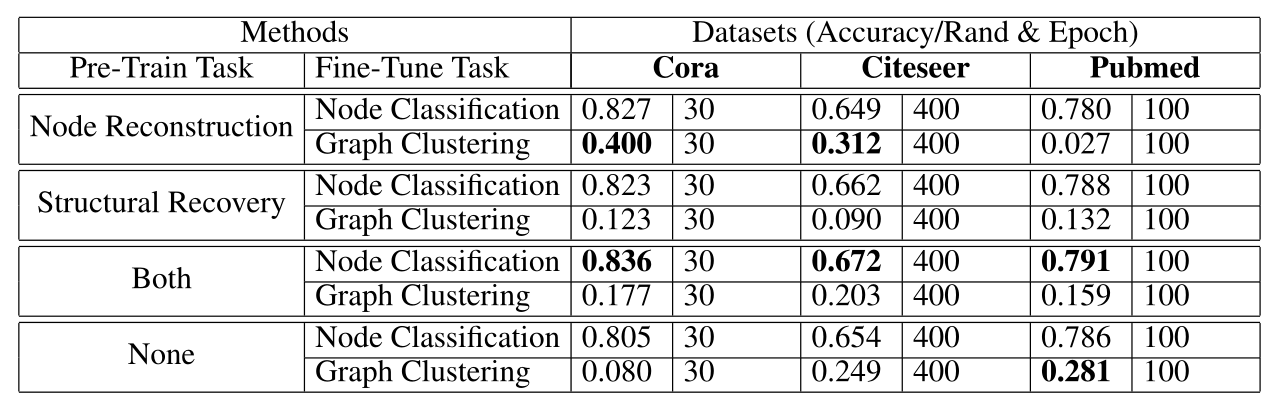 Methods Datasets (Accuracy/Rand & Epoch)
Pre-Train Task Fine-Tune Task Cora Citeseer Pubmed
Node Reconstruction
Node Classification 0.827 30 0.649 400 0.780 100
Graph Clustering 0.400 30 0.312 400 0.027 100
Structural Recovery
Node Classification 0.823 30 0.662 400 0.788 100
Graph Clustering 0.123 30 0.090 400 0.132 100
Both
Node Classification 0.836 30 0.672 400 0.791 100
Graph Clustering 0.177 30 0.203 400 0.159 100
None
Node Classification 0.805 30 0.654 400 0.786 100
Graph Clustering 0.080 30 0.249 400 0.281 100